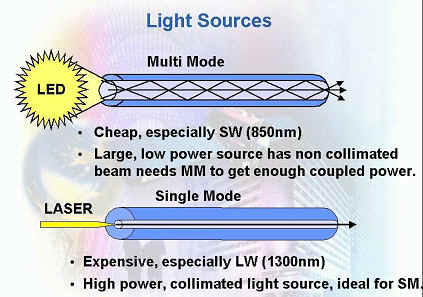 Light Sources
Multi Mode
LED
• Cheap, especially SW (850nm)
• Large, low power source has non collimated
beam needs MM to get enough coupled power.
Single Mode
LASER
• Expensive, especially LW (1300nm)
• High power, collimated light source, ideal for SM.